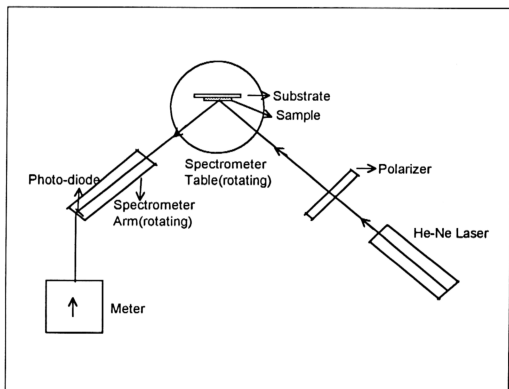 Substrate
Sample
Spectrometer
Table(rotating)
Polarizer
Photo-diode
Spectrometer
Arm(rotating)
He-Ne Laser
Meter